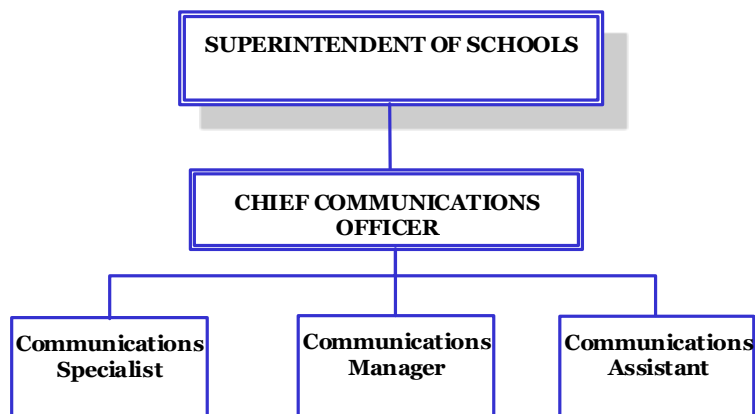 SUPERINTENDENT OF SCHOOLS
CHIEF COMMUNICATIONS
OFFICER
Communications
Specialist
Communications
Manager
Communications
Assistant